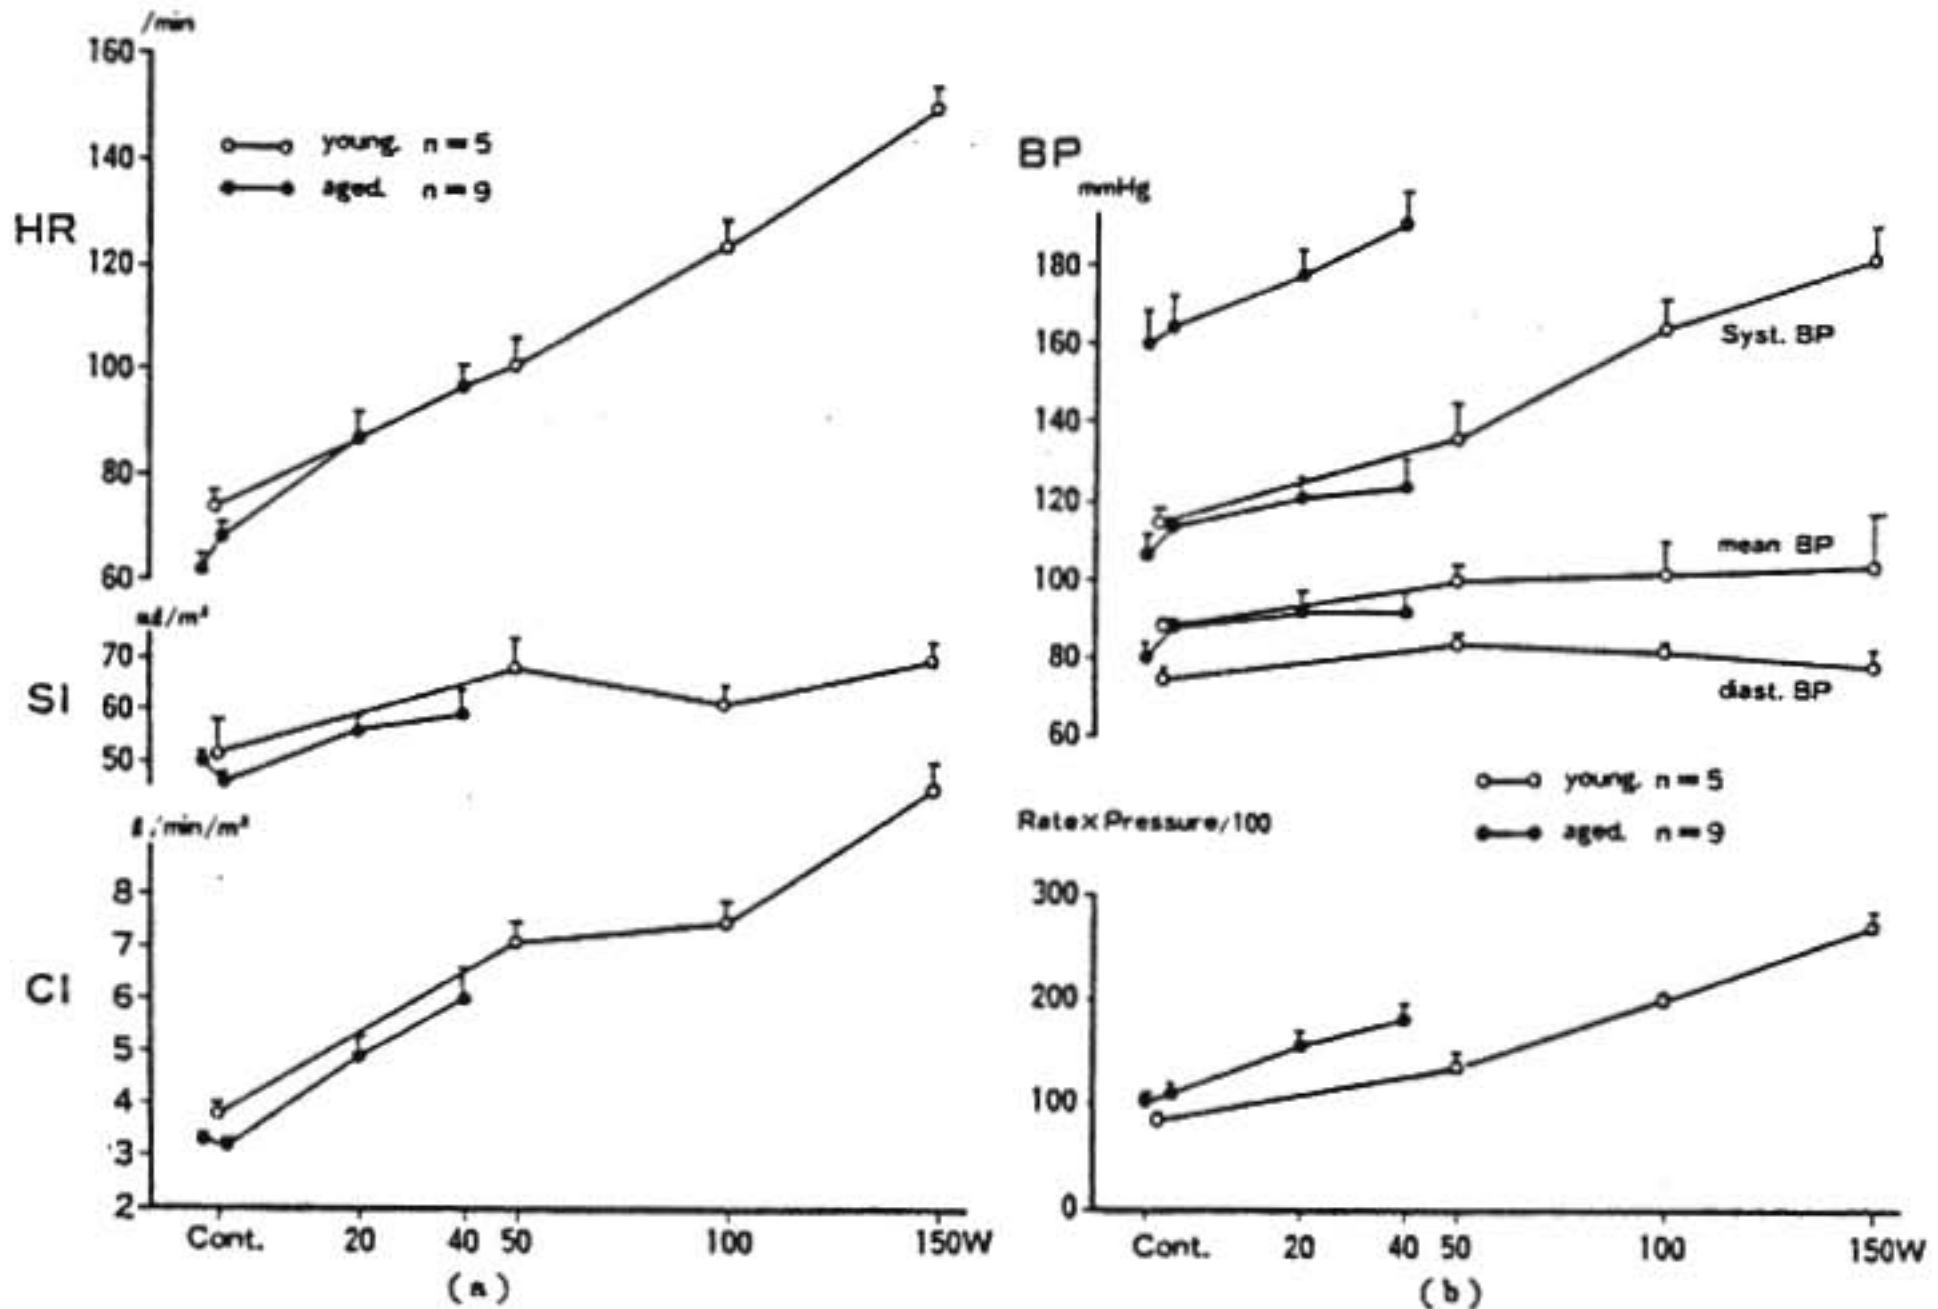 /min
160
140
120
100
80
60
HR
young. n=5
aged. n=9
ml/m²
70
60
50
SI
l/min/m²
8
7
6
5
4
3
2
CI
Cont. 20 40 50 100 150W
(a)
BP
mmHg
180
160
140
120
100
80
60
Syst. BP
mean BP
diast. BP
young. n=5
aged. n=9
Rate×Pressure/100
300
200
100
0
Cont. 20 40 50 100 150W
(b)